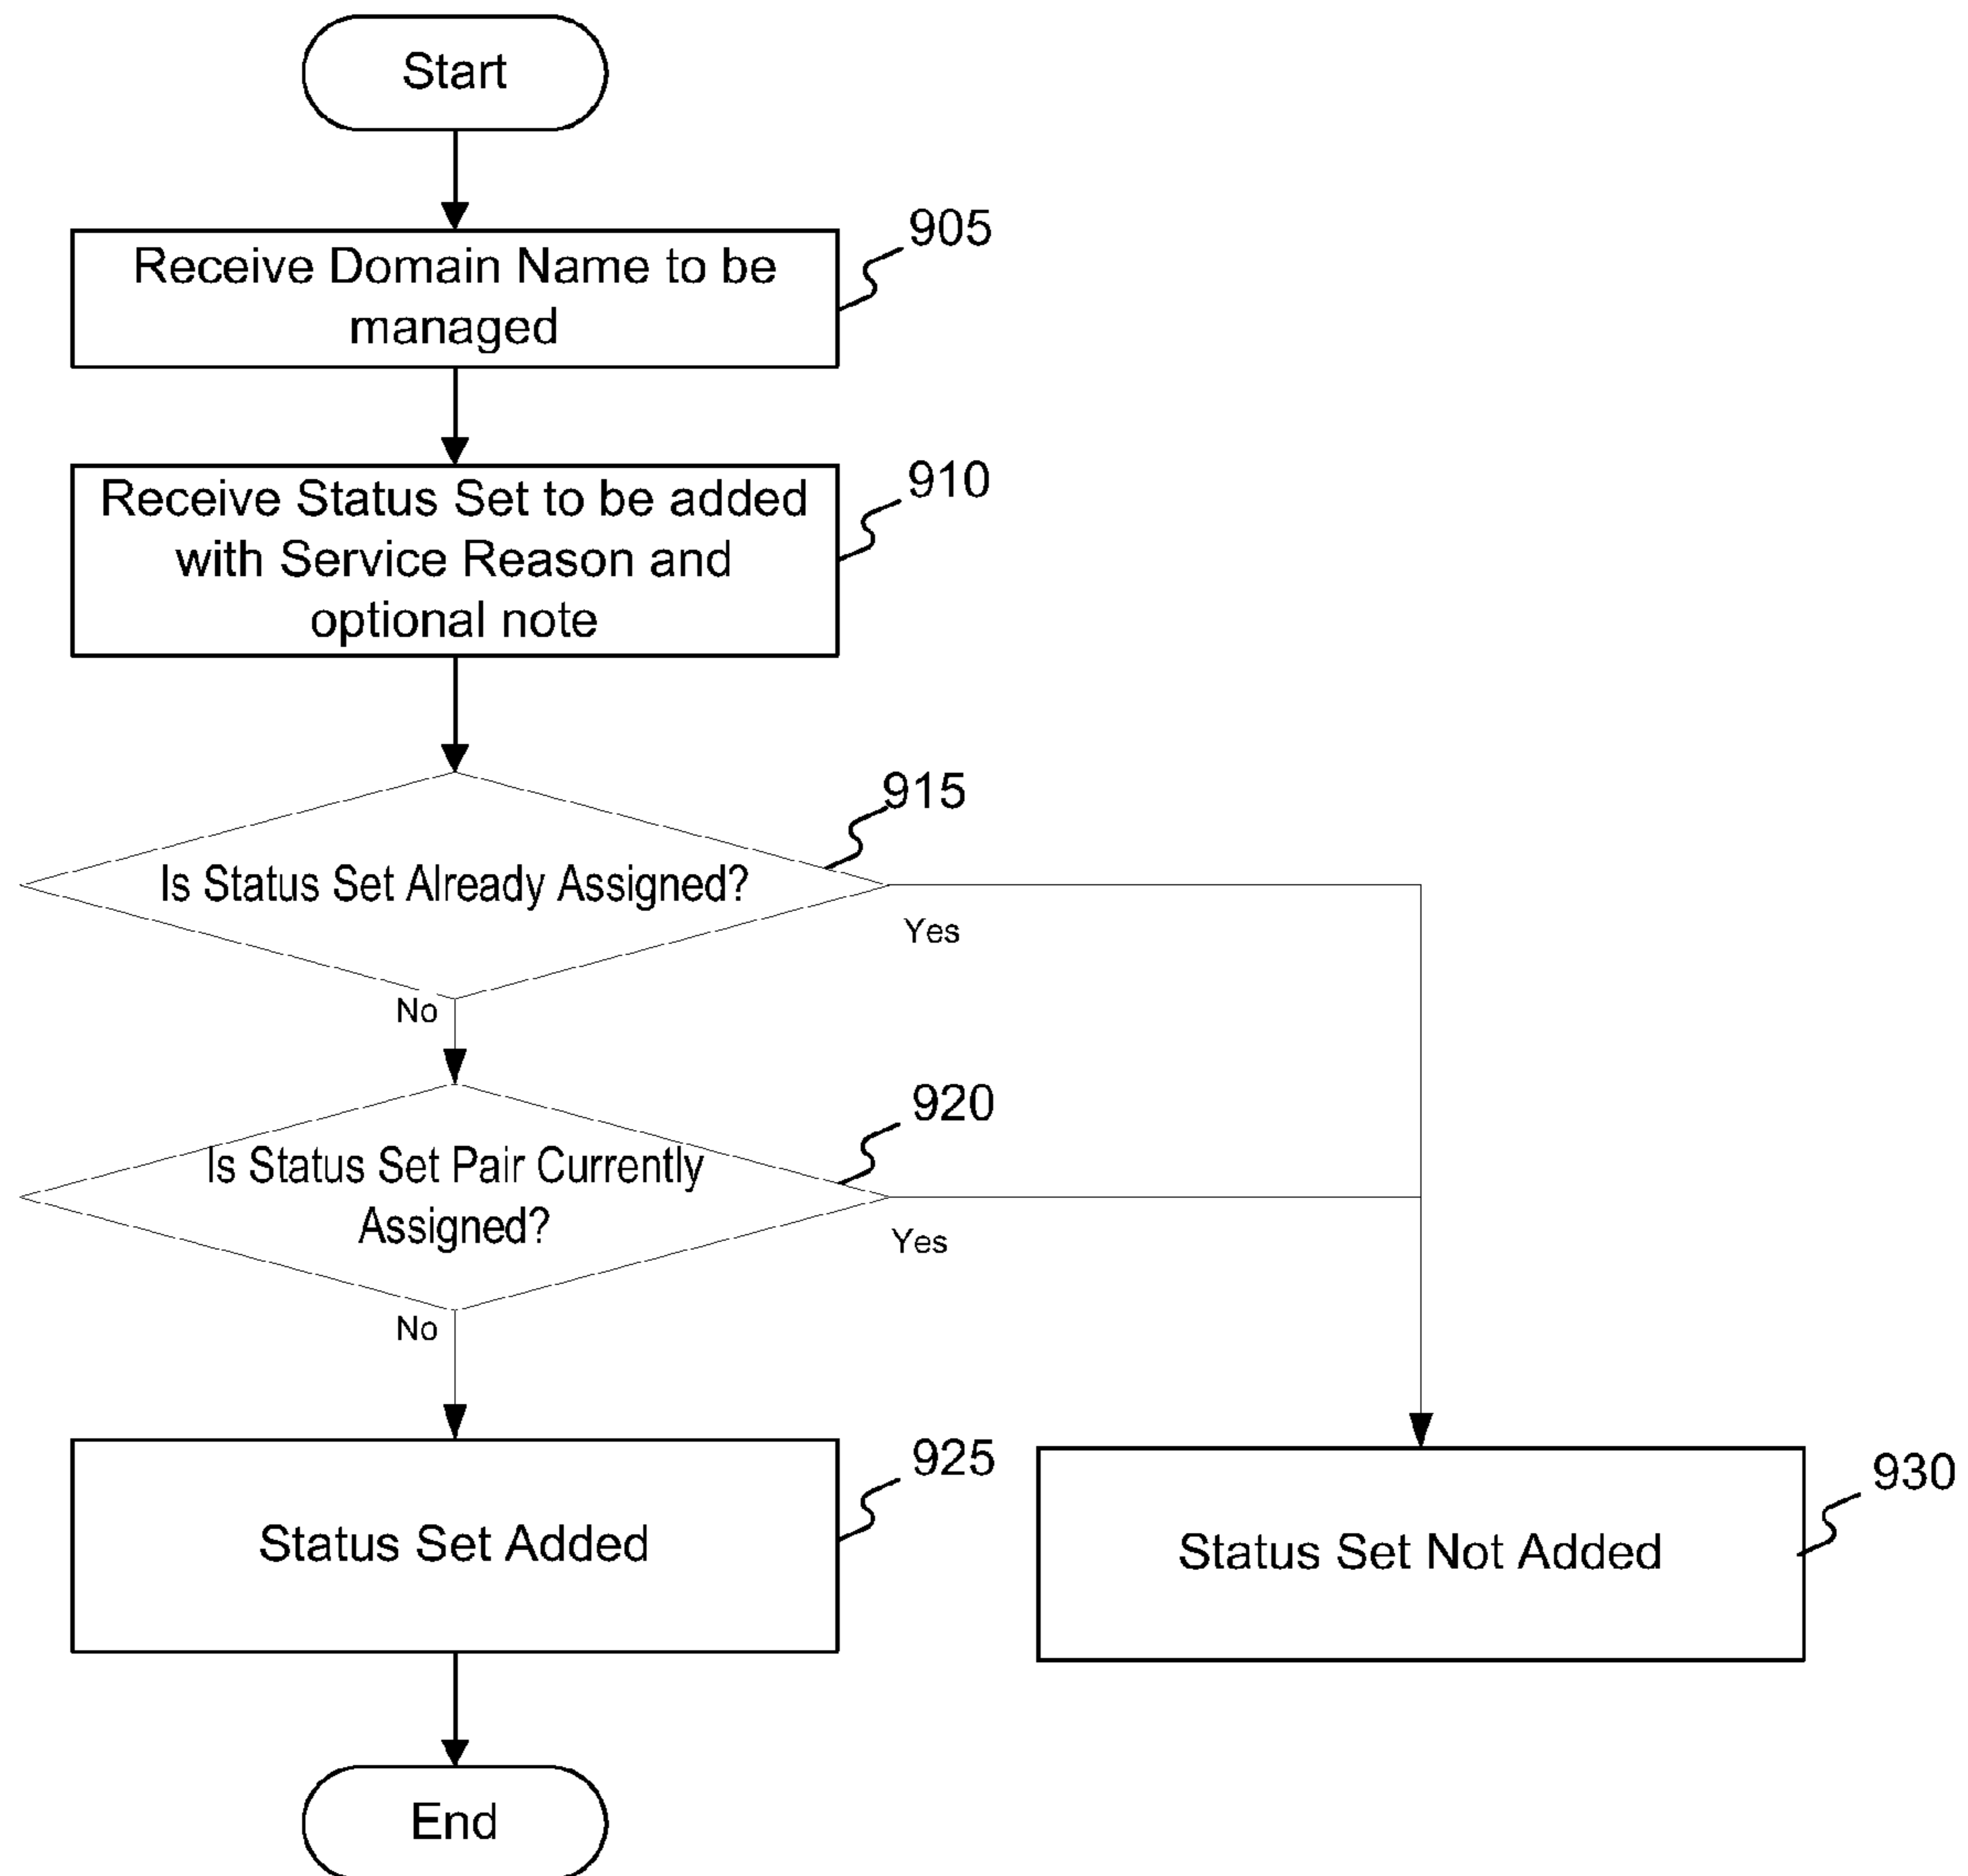 Start
Receive Domain Name to be
managed
905
Receive Status Set to be added
with Service Reason and
optional note
910
Is Status Set Already Assigned?
915
Yes
No
Is Status Set Pair Currently
Assigned?
920
Yes
No
Status Set Added
925
Status Set Not Added
930
End